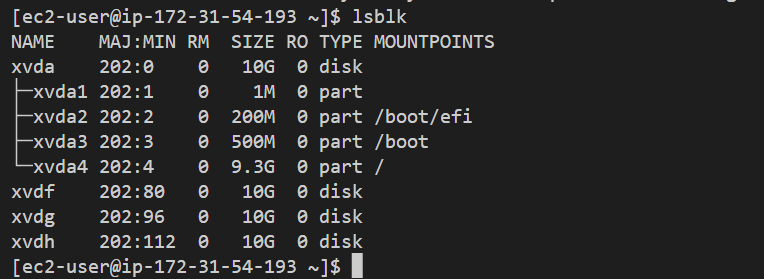 [ec2-user@ip-172-31-54-193 ~]$ lsblk
NAME    MAJ:MIN RM  SIZE RO TYPE MOUNTPOINTS
xvda    202:0    0   10G  0 disk
├─xvda1 202:1    0    1M  0 part
├─xvda2 202:2    0  200M  0 part /boot/efi
├─xvda3 202:3    0  500M  0 part /boot
└─xvda4 202:4    0  9.3G  0 part /
xvdf    202:80   0   10G  0 disk
xvdg    202:96   0   10G  0 disk
xvdh    202:112  0   10G  0 disk
[ec2-user@ip-172-31-54-193 ~]$